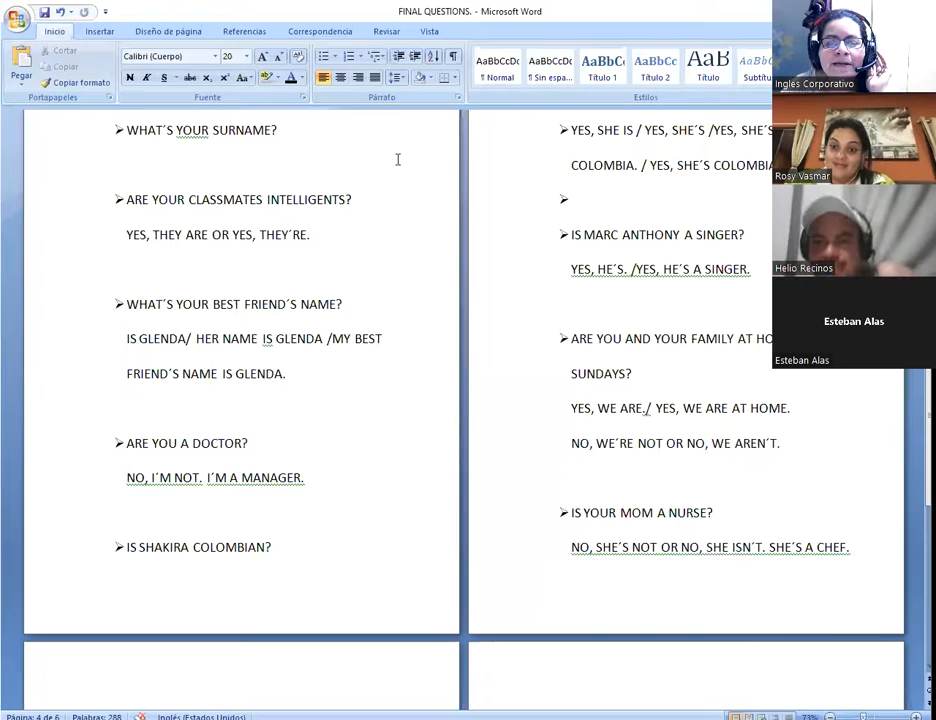 FINAL QUESTIONS. - Microsoft Word
Inicio Insertar Diseño de página Referencias Correspondencia Revisar Vista
Pegar
Cortar
Copiar
Copiar formato
Portapapeles
Calibri (Cuerpo) 20
Fuente
Párrafo
AaBbCcDc AaBbCcDc AaBbC AaBbCc AaB
¶ Normal ¶ Sin espa... Título 1 Título 2 Título Subtítu
Estilos
WHAT´S YOUR SURNAME?
ARE YOUR CLASSMATES INTELLIGENTS?
YES, THEY ARE OR YES, THEY´RE.
WHAT´S YOUR BEST FRIEND´S NAME?
IS GLENDA/ HER NAME IS GLENDA /MY BEST
FRIEND´S NAME IS GLENDA.
ARE YOU A DOCTOR?
NO, I´M NOT. I´M A MANAGER.
IS SHAKIRA COLOMBIAN?
YES, SHE IS / YES, SHE´S /YES, SHE´S
COLOMBIA. / YES, SHE´S COLOMBIA
IS MARC ANTHONY A SINGER?
YES, HE´S. /YES, HE´S A SINGER.
ARE YOU AND YOUR FAMILY AT HO
SUNDAYS?
YES, WE ARE./ YES, WE ARE AT HOME.
NO, WE´RE NOT OR NO, WE AREN´T.
IS YOUR MOM A NURSE?
NO, SHE´S NOT OR NO, SHE ISN´T. SHE´S A CHEF.
Inglés Corporativo
Rosy Vasmar
Helio Recinos
Esteban Alas
Esteban Alas
Página: 4 de 6 Palabras: 288 Inglés (Estados Unidos) 73%